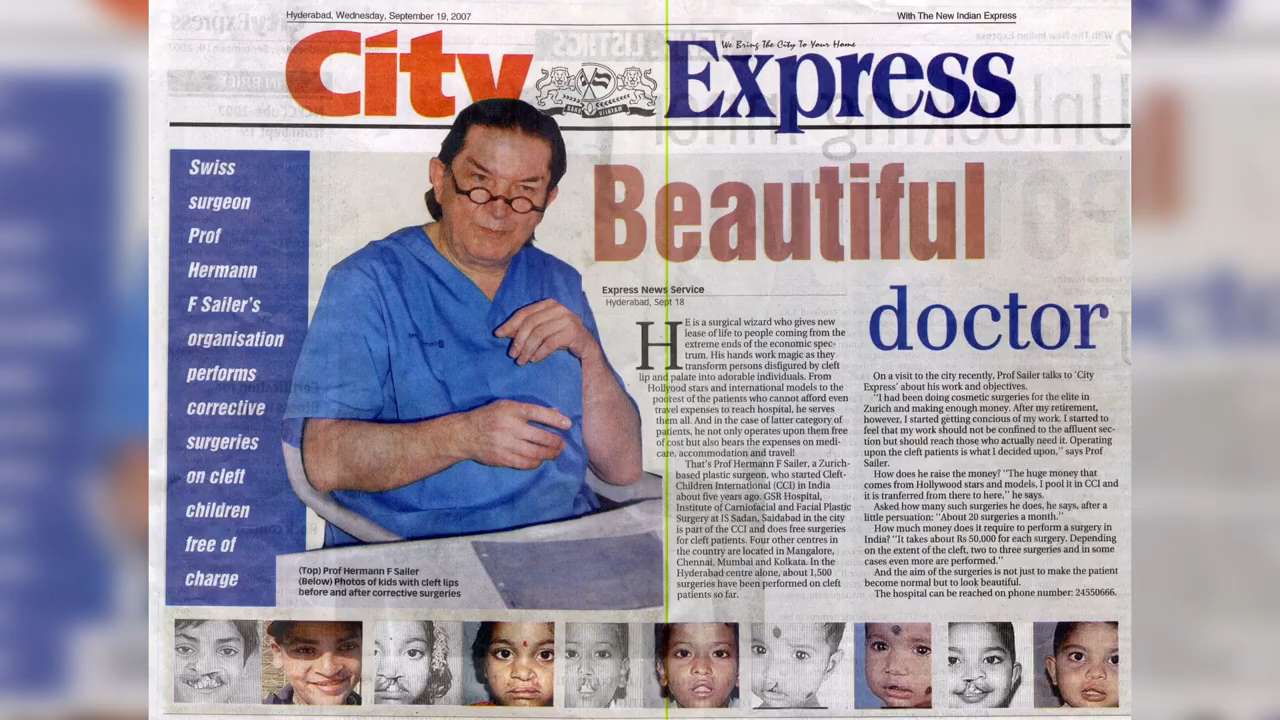 Hyderabad, Wednesday, September 19, 2007
With The New Indian Express
We Bring The City To Your Home
City Express
Swiss
surgeon
Prof
Hermann
F Sailer's
organisation
performs
corrective
surgeries
on cleft
children
free of
charge
Beautiful
doctor
Express News Service
Hyderabad, Sept 18
HE is a surgical wizard who gives new
lease of life to people coming from the
extreme ends of the economic spec-
trum. His hands work magic as they
transform persons disfigured by cleft
lip and palate into adorable individuals. From
Hollyood stars and international models to the
poorest of the patients who cannot afford even
travel expenses to reach hospital, he serves
them all. And in the case of latter category of
patients, he not only operates upon them free
of cost but also bears the expenses on medi-
care, accommodation and travel!
That's Prof Hermann F Sailer, a Zurich-
based plastic surgeon, who started Cleft-
Children International (CCI) in India
about five years ago. GSR Hospital,
Institute of Carniofacial and Facial Plastic
Surgery at IS Sadan, Saidabad in the city
is part of the CCI and does free surgeries
for cleft patients. Four other centres in
the country are located in Mangalore,
Chennai, Mumbai and Kolkata. In the
Hyderabad centre alone, about 1,500
surgeries have been performed on cleft
patients so far.
On a visit to the city recently, Prof Sailer talks to 'City
Express' about his work and objectives.
"I had been doing cosmetic surgeries for the elite in
Zurich and making enough money. After my retirement,
however, I started getting concious of my work. I started to
feel that my work should not be confined to the affluent sec-
tion but should reach those who actually need it. Operating
upon the cleft patients is what I decided upon," says Prof
Sailer.
How does he raise the money? "The huge money that
comes from Hollywood stars and models, I pool it in CCI and
it is tranferred from there to here," he says.
Asked how many such surgeries he does, he says, after a
little persuation: "About 20 surgeries a month."
How much money does it require to perform a surgery in
India? "It takes about Rs 50,000 for each surgery. Depending
on the extent of the cleft, two to three surgeries and in some
cases even more are performed."
And the aim of the surgeries is not just to make the patient
become normal but to look beautiful.
The hospital can be reached on phone number: 24550666.
(Top) Prof Hermann F Sailer
(Below) Photos of kids with cleft lips
before and after corrective surgeries